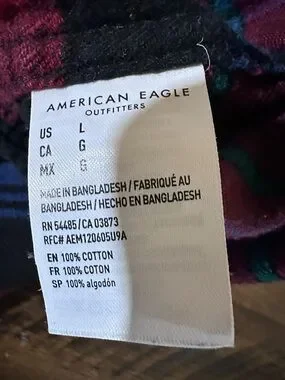 AMERICAN EAGLE
OUTFITTERS
US L
CA G
MX G
MADE IN BANGLADESH / FABRIQUÉ AU
BANGLADESH / HECHO EN BANGLADESH
RN 54485 / CA 03873
RFC# AEM120605U9A
EN 100% COTTON
FR 100% COTON
SP 100% algodón